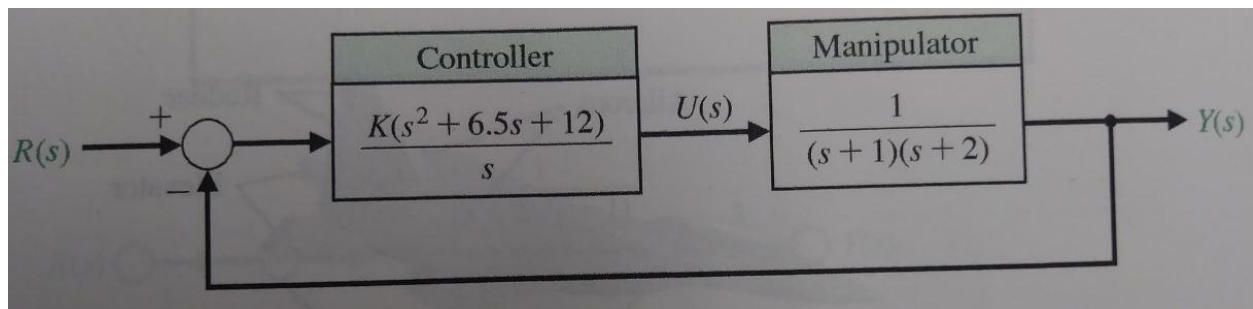 Controller
Manipulator
K(s² + 6.5s + 12)
s
1
(s + 1)(s + 2)
R(s)
+
−
U(s)
Y(s)